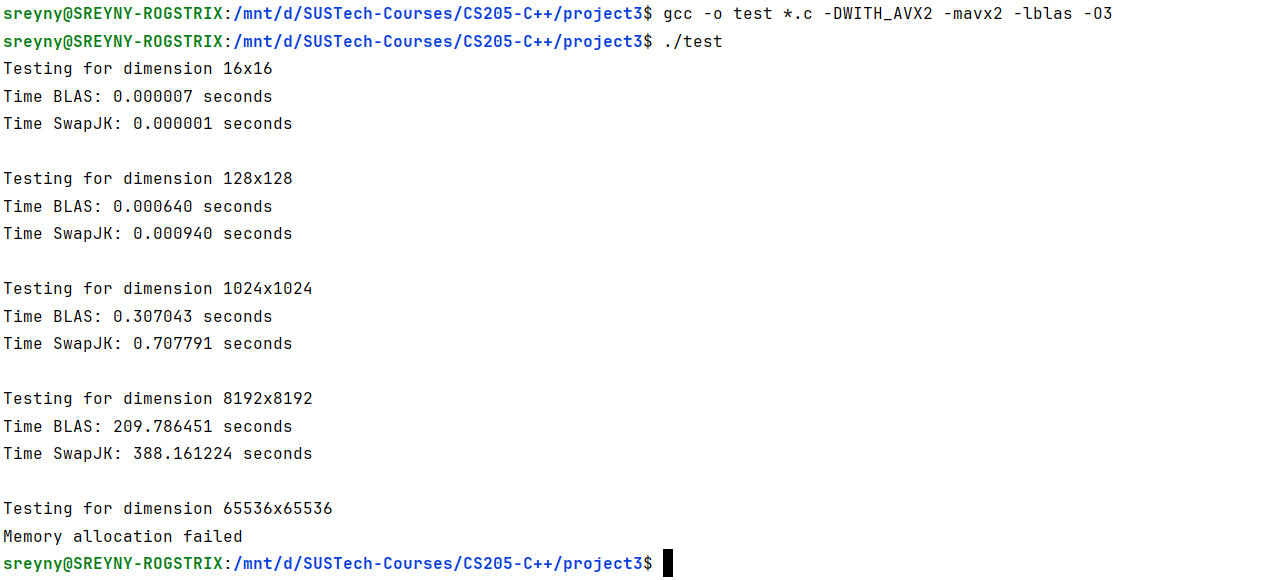 sreyny@SREYNY-ROGSTRIX:/mnt/d/SUSTech-Courses/CS205-C++/project3$ gcc -o test *.c -DWITH_AVX2 -mavx2 -lblas -O3
sreyny@SREYNY-ROGSTRIX:/mnt/d/SUSTech-Courses/CS205-C++/project3$ ./test
Testing for dimension 16x16
Time BLAS: 0.000007 seconds
Time SwapJK: 0.000001 seconds
Testing for dimension 128x128
Time BLAS: 0.000640 seconds
Time SwapJK: 0.000940 seconds
Testing for dimension 1024x1024
Time BLAS: 0.307043 seconds
Time SwapJK: 0.707791 seconds
Testing for dimension 8192x8192
Time BLAS: 209.786451 seconds
Time SwapJK: 388.161224 seconds
Testing for dimension 65536x65536
Memory allocation failed
sreyny@SREYNY-ROGSTRIX:/mnt/d/SUSTech-Courses/CS205-C++/project3$